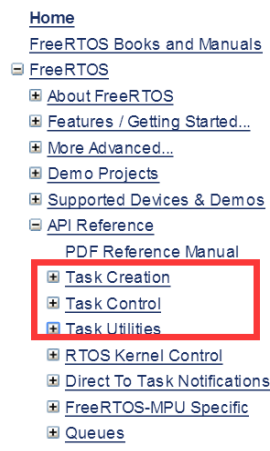 Home
FreeRTOS Books and Manuals
FreeRTOS
About FreeRTOS
Features / Getting Started...
More Advanced...
Demo Projects
Supported Devices & Demos
API Reference
PDF Reference Manual
Task Creation
Task Control
Task Utilities
RTOS Kernel Control
Direct To Task Notifications
FreeRTOS-MPU Specific
Queues